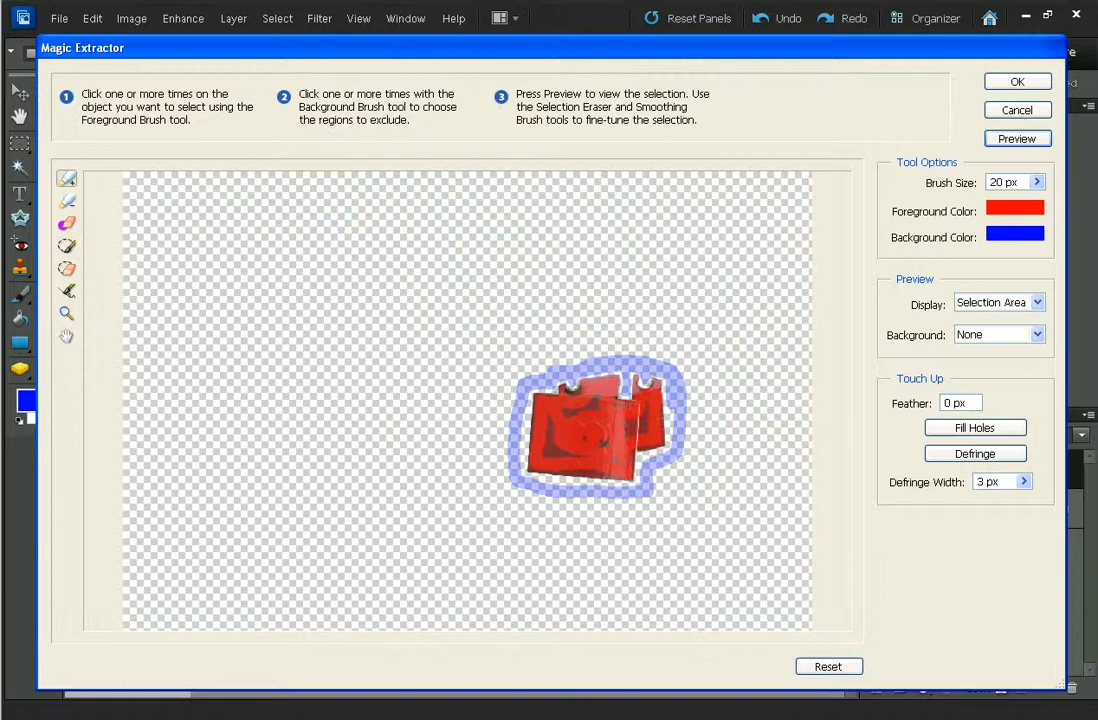 File Edit Image Enhance Layer Select Filter View Window Help Reset Panels Undo Redo Organizer
Magic Extractor
1 Click one or more times on the
object you want to select using the
Foreground Brush tool.
2 Click one or more times with the
Background Brush tool to choose
the regions to exclude.
3 Press Preview to view the selection. Use
the Selection Eraser and Smoothing
Brush tools to fine-tune the selection.
OK
Cancel
Preview
Tool Options
Brush Size: 20 px
Foreground Color:
Background Color:
Preview
Display: Selection Area
Background: None
Touch Up
Feather: 0 px
Fill Holes
Defringe
Defringe Width: 3 px
Reset